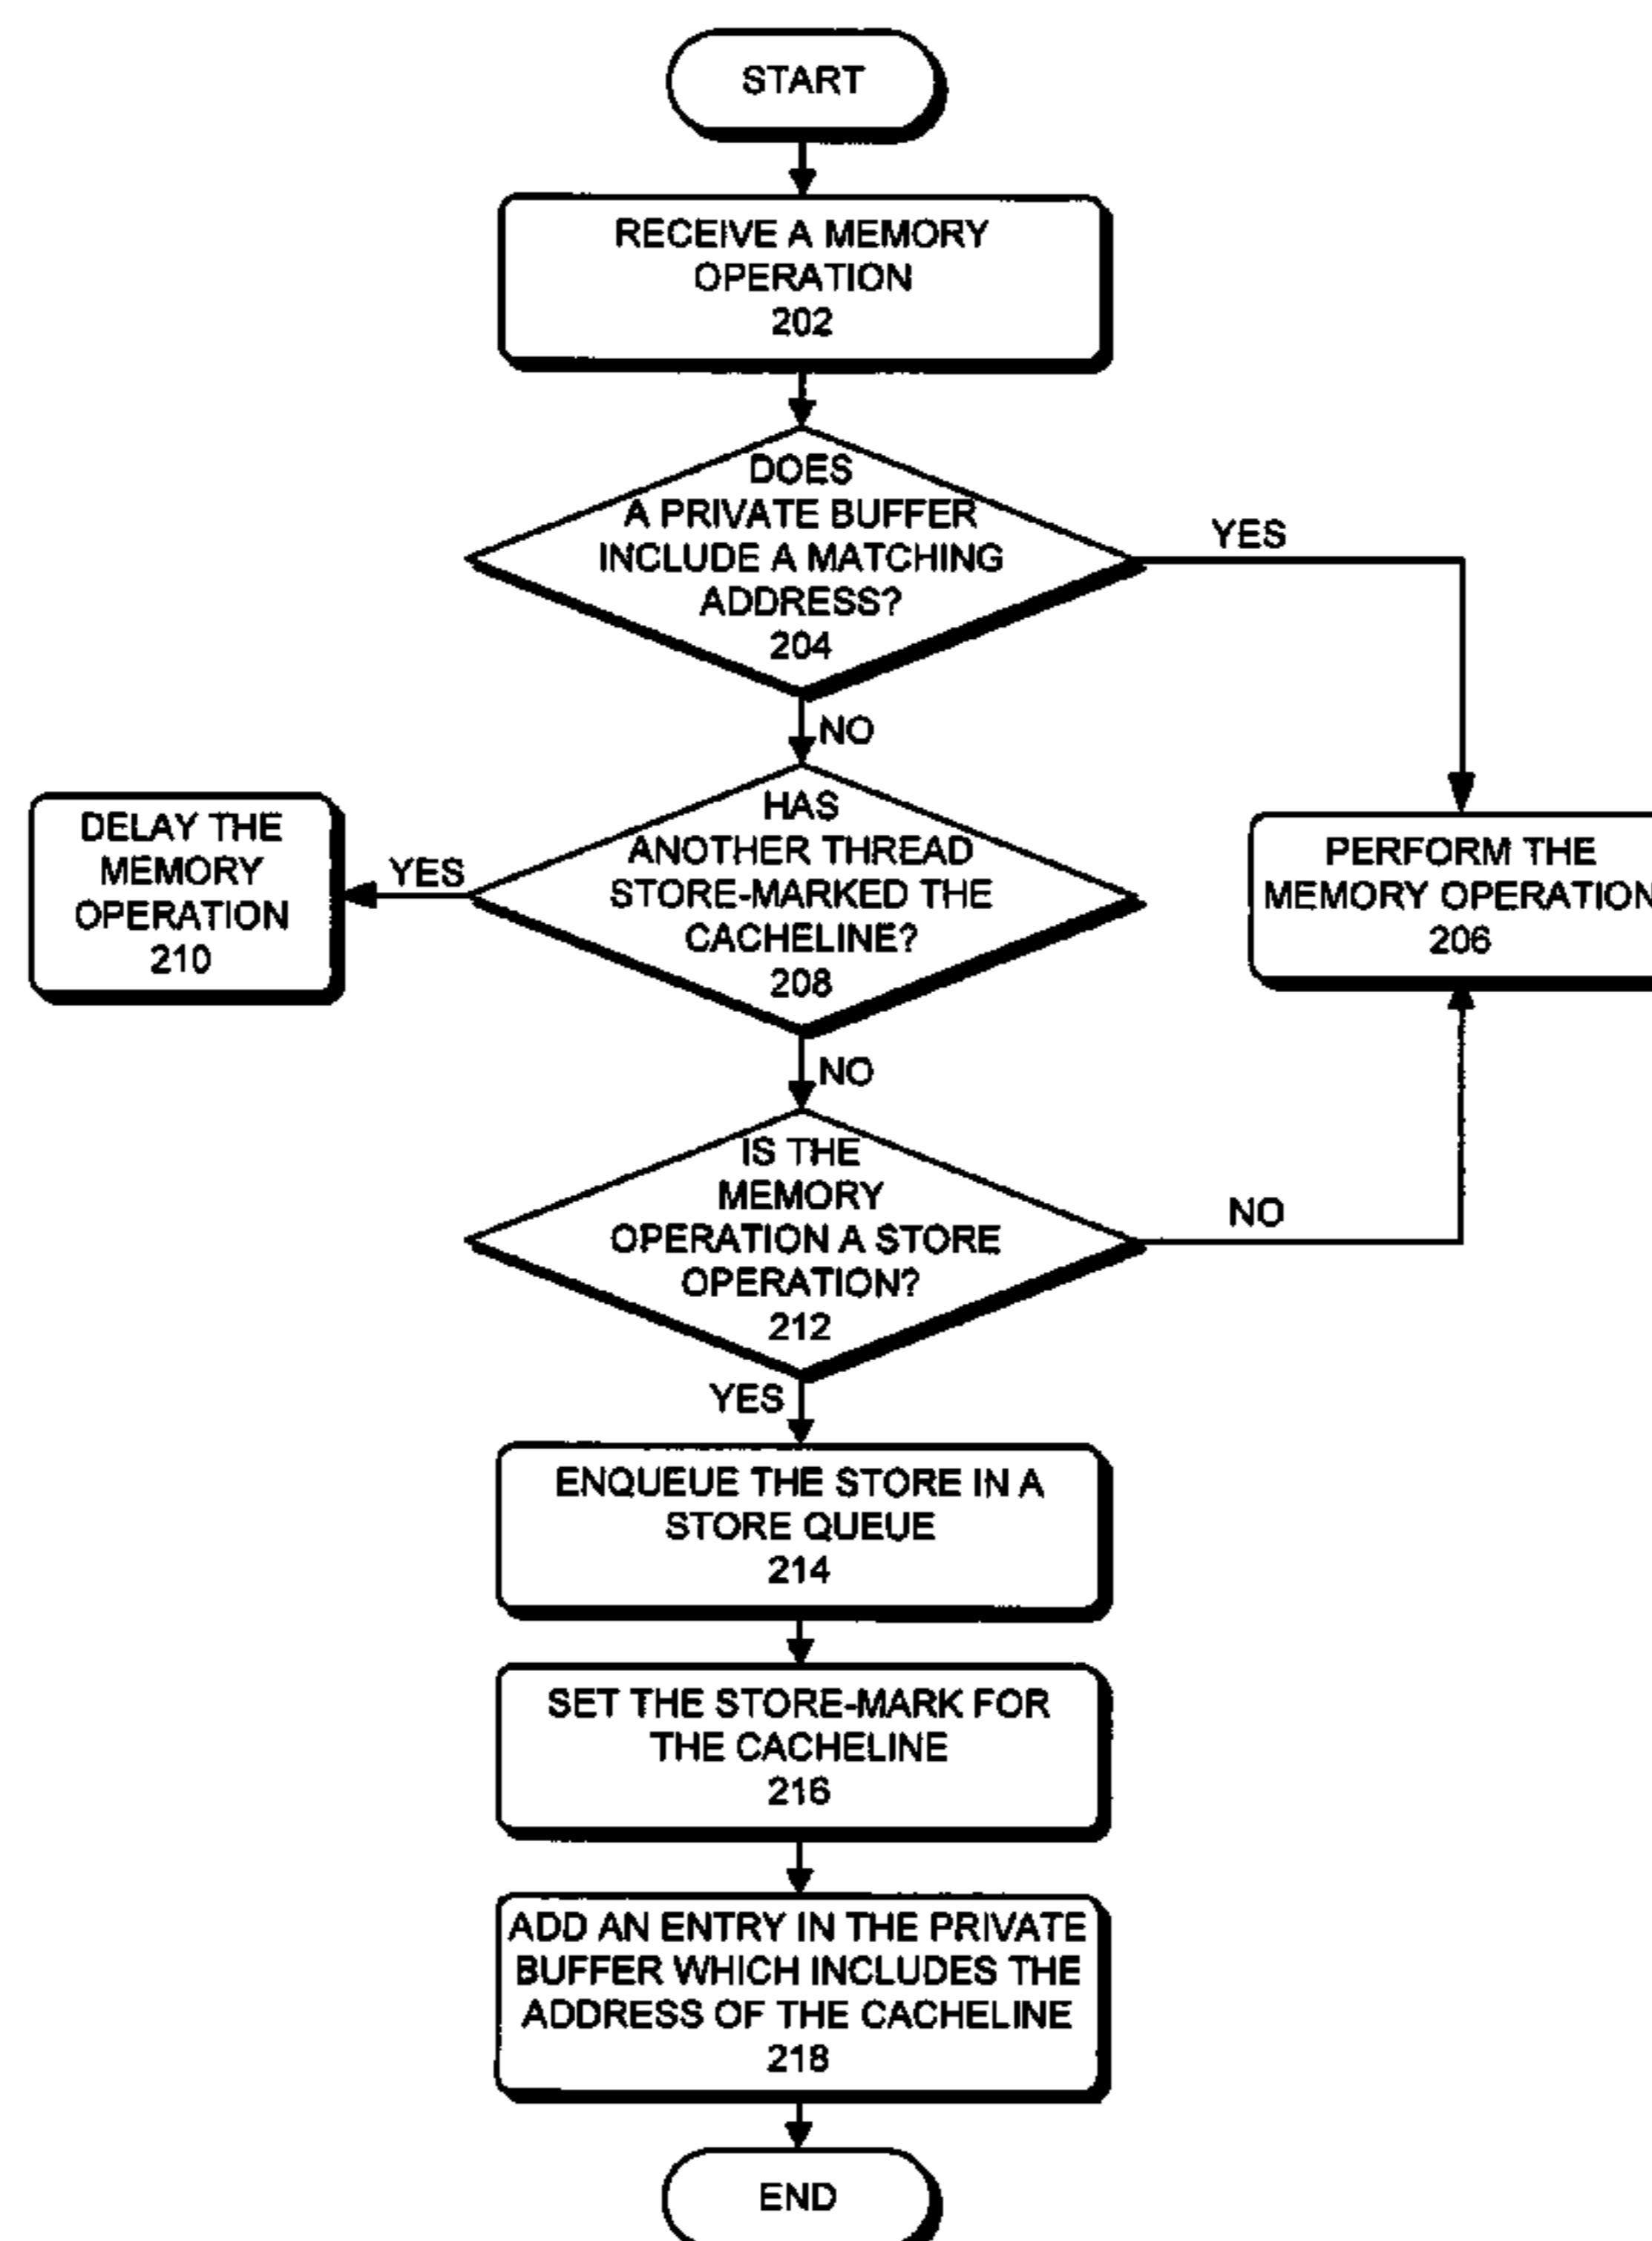 START
RECEIVE A MEMORY
OPERATION
202
DOES
A PRIVATE BUFFER
INCLUDE A MATCHING
ADDRESS?
204
YES
NO
HAS
ANOTHER THREAD
STORE-MARKED THE
CACHELINE?
208
YES
DELAY THE
MEMORY
OPERATION
210
PERFORM THE
MEMORY OPERATION
206
NO
IS THE
MEMORY
OPERATION A STORE
OPERATION?
212
NO
YES
ENQUEUE THE STORE IN A
STORE QUEUE
214
SET THE STORE-MARK FOR
THE CACHELINE
216
ADD AN ENTRY IN THE PRIVATE
BUFFER WHICH INCLUDES THE
ADDRESS OF THE CACHELINE
218
END